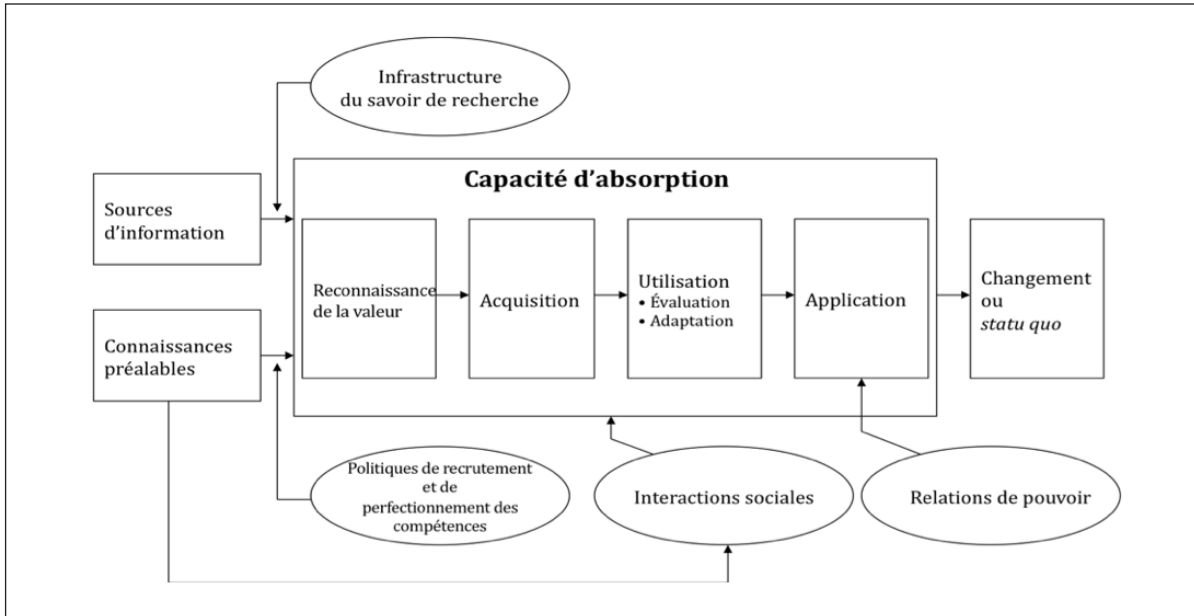 Infrastructure
du savoir de recherche
Capacité d’absorption
Sources
d’information
Reconnaissance
de la valeur
Acquisition
Utilisation
• Évaluation
• Adaptation
Application
Changement
ou
statu quo
Connaissances
préalables
Politiques de recrutement
et de
perfectionnement des
compétences
Interactions sociales
Relations de pouvoir